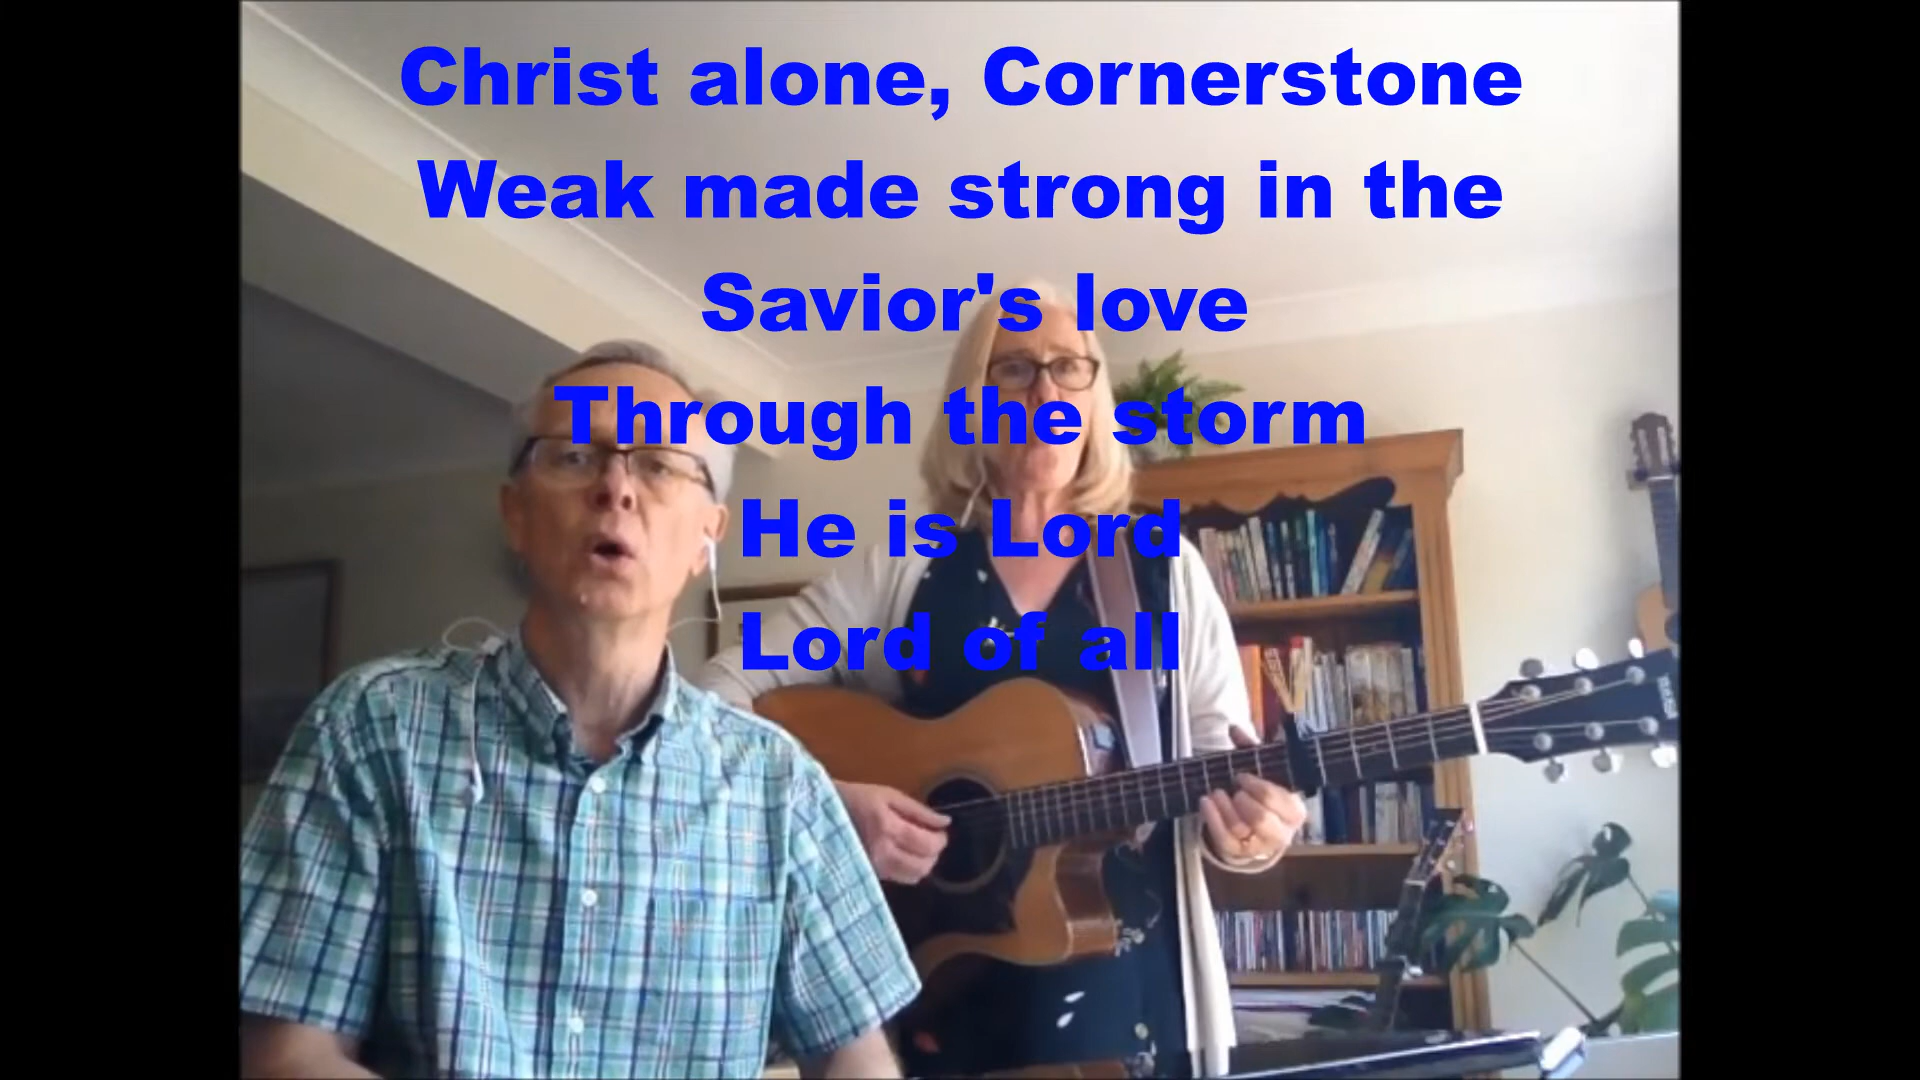 Christ alone, Cornerstone
Weak made strong in the
Savior's love
Through the storm
He is Lord
Lord of all